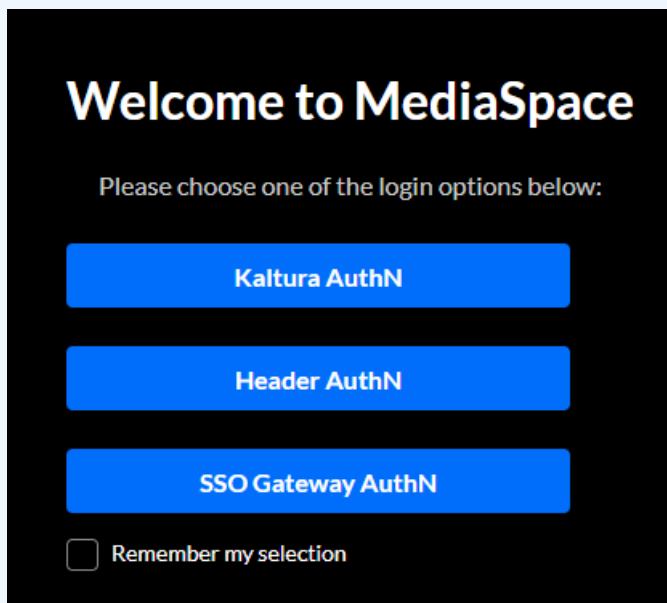 Welcome to MediaSpace
Please choose one of the login options below:
Kaltura AuthN
Header AuthN
SSO Gateway AuthN
Remember my selection